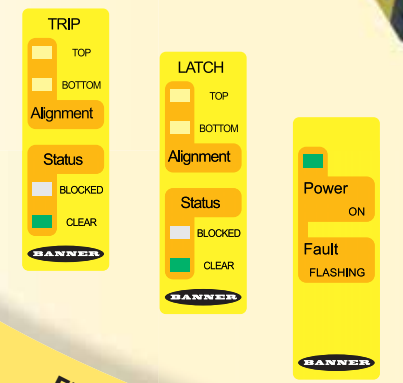 TRIP
TOP
BOTTOM
Alignment
Status
BLOCKED
CLEAR
BANNER
LATCH
TOP
BOTTOM
Alignment
Status
BLOCKED
CLEAR
BANNER
Power
ON
Fault
FLASHING
BANNER